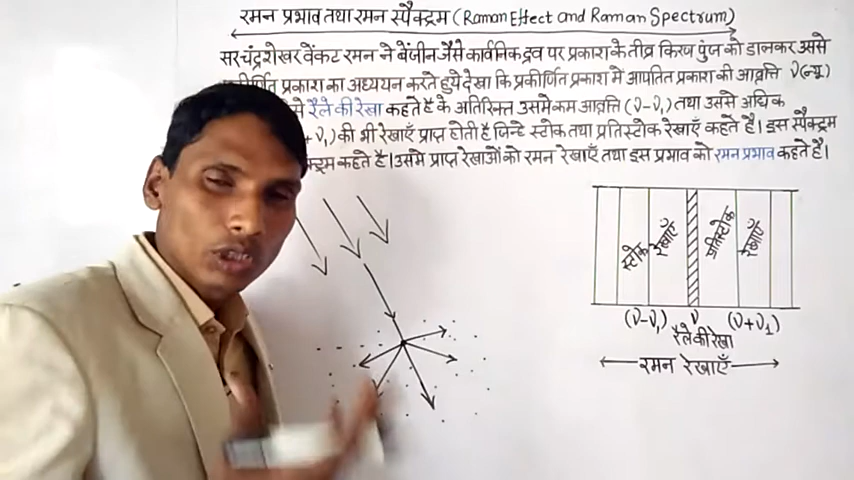 रमन प्रभाव तथा रमन स्पैक्ट्रम (Raman Effect and Raman Spectrum)
सर चंद्रशेखर वेंकट रमन ने बेंजीन जैसे कार्वनिक द्रव पर प्रकाश के तीव्र किरण पुंज को डालकर उससे
प्रकीर्णित प्रकाश का अध्ययन करते हुये देखा कि प्रकीर्णित प्रकाश मे आपतित प्रकाश की आवृत्ति ν(न्यू)
रैले की रेखा कहते है के अतिरिक्त उसमे कम आवृत्ति (ν-ν₁) तथा उससे अधिक
ν₁) की भी रेखाएँ प्राप्त होती है जिन्हे स्टोक तथा प्रतिस्टोक रेखाएँ कहते है। इस स्पैक्ट्रम
कहते है। उसमे प्राप्त रेखाओं को रमन रेखाएँ तथा इस प्रभाव को रमन प्रभाव कहते है।
स्टोक रेखाएँ
प्रतिस्टोक रेखाएँ
(ν-ν₁) ν (ν+ν₁)
रैले की रेखा
रमन रेखाएँ